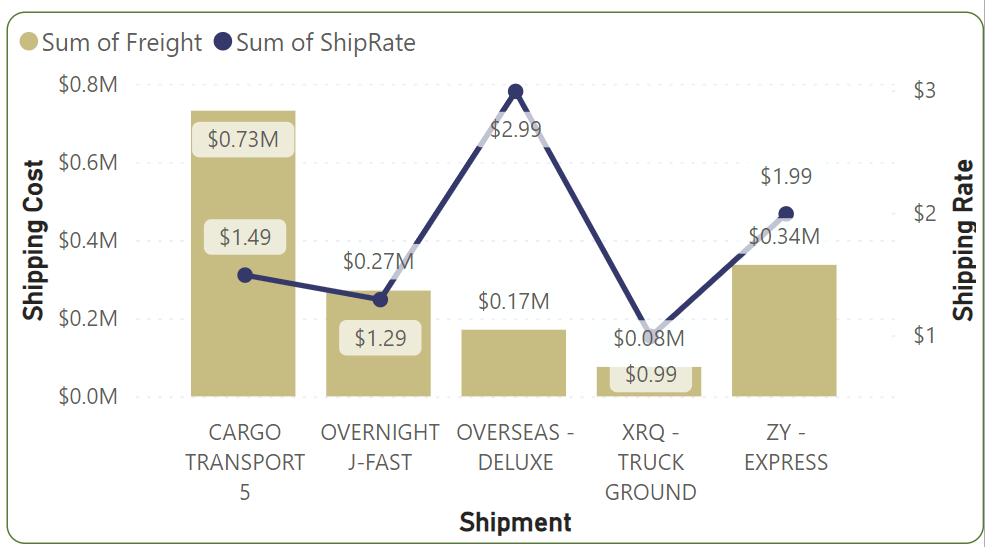 Sum of Freight Sum of ShipRate
$0.8M
$0.6M
$0.4M
$0.2M
$0.0M
Shipping Cost
$3
$2
$1
Shipping Rate
$0.73M
$1.49
$0.27M
$1.29
$2.99
$0.17M
$0.08M
$0.99
$1.99
$0.34M
CARGO
TRANSPORT
5
OVERNIGHT
J-FAST
OVERSEAS -
DELUXE
XRQ -
TRUCK
GROUND
ZY -
EXPRESS
Shipment